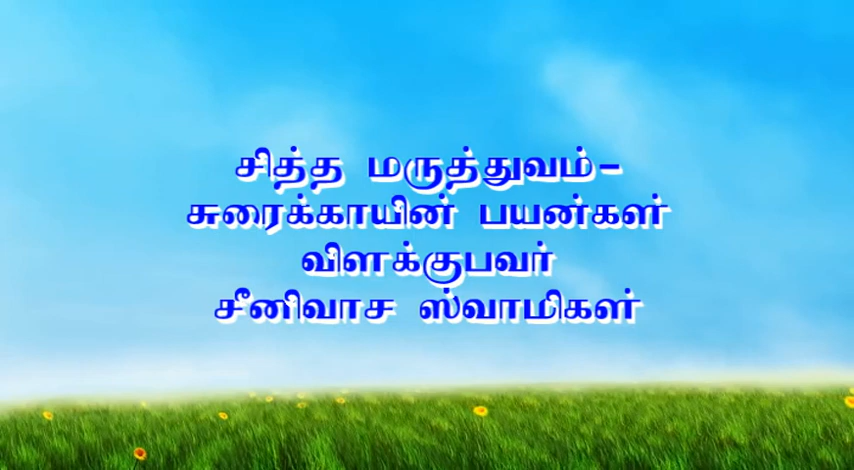 சித்த மருத்துவம்-
சுரைக்காயின் பயன்கள்
விளக்குபவர்
சீனிவாச ஸ்வாமிகள்